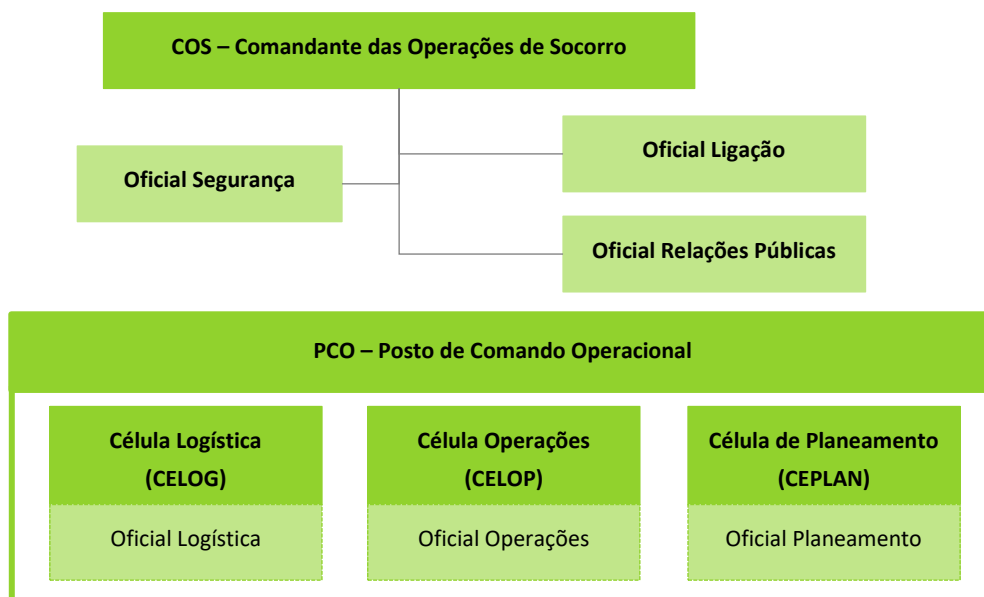 COS – Comandante das Operações de Socorro
Oficial Ligação
Oficial Segurança
Oficial Relações Públicas
PCO – Posto de Comando Operacional
Célula Logística
(CELOG)
Oficial Logística
Célula Operações
(CELOP)
Oficial Operações
Célula de Planeamento
(CEPLAN)
Oficial Planeamento